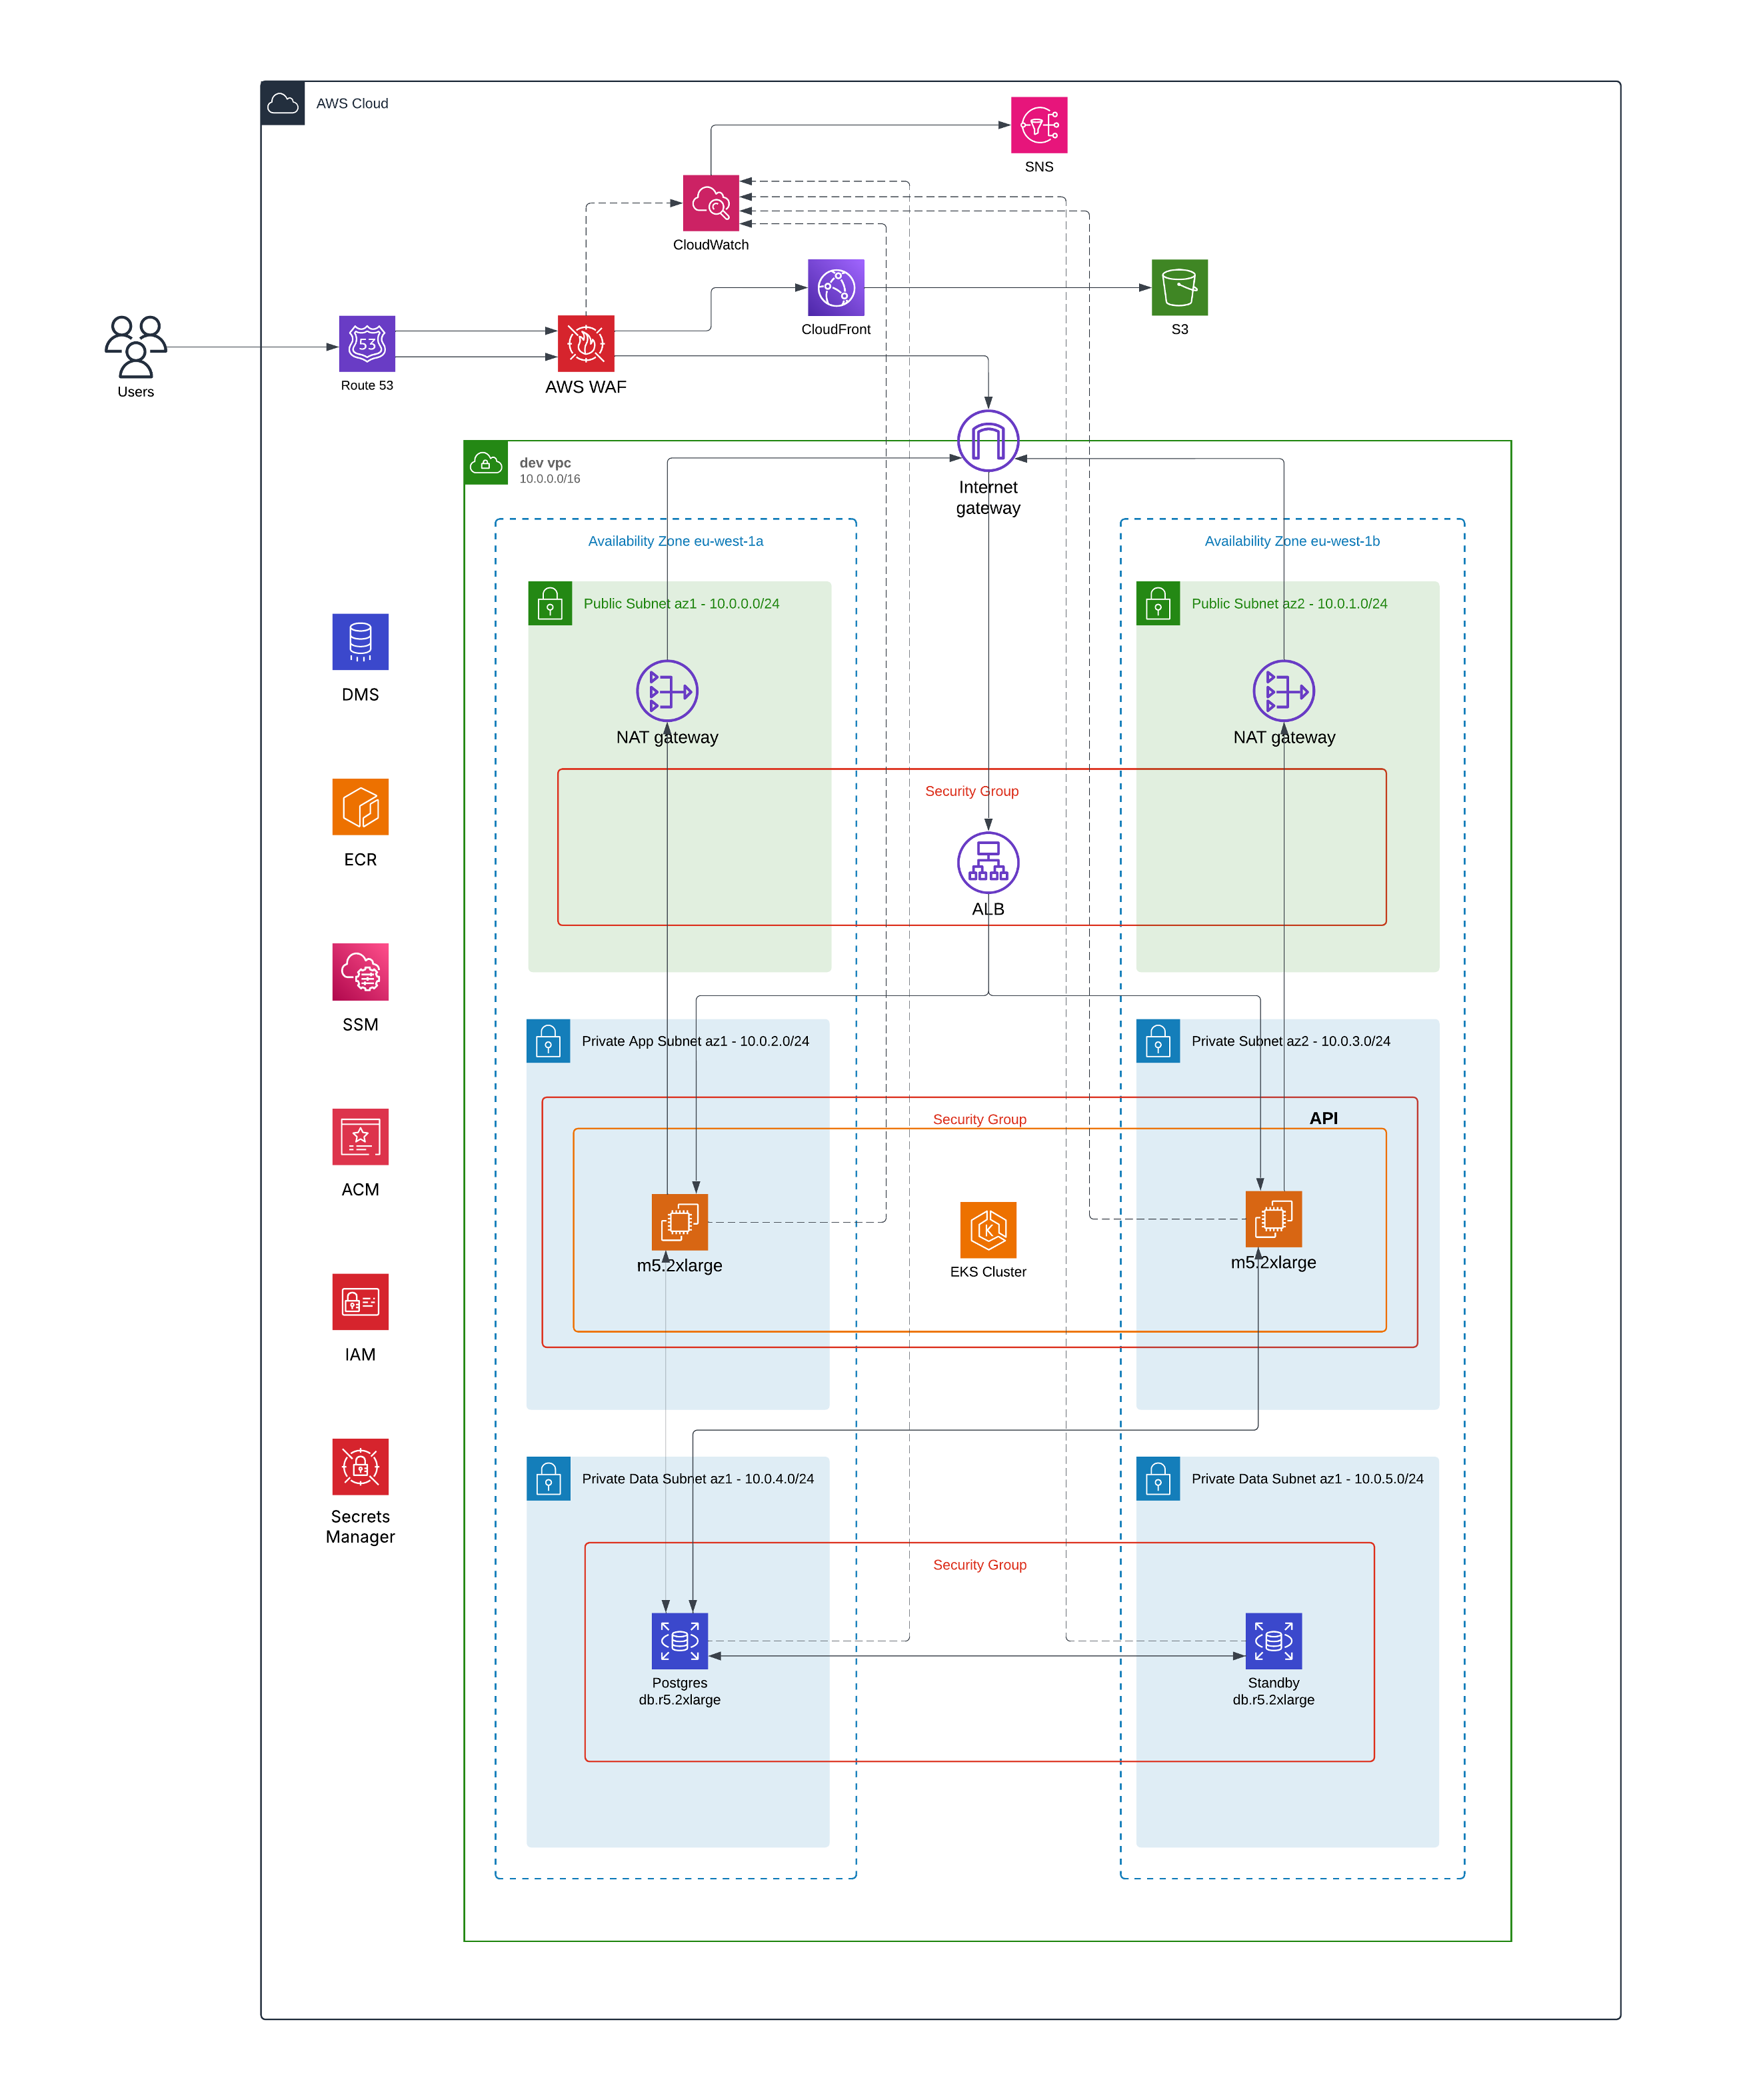 AWS Cloud
SNS
CloudWatch
CloudFront
S3
Users
53
Route 53
AWS WAF
dev vpc
10.0.0.0/16
Internet
gateway
Availability Zone eu-west-1a
Availability Zone eu-west-1b
Public Subnet az1 - 10.0.0.0/24
Public Subnet az2 - 10.0.1.0/24
DMS
NAT gateway
NAT gateway
Security Group
ECR
ALB
SSM
Private App Subnet az1 - 10.0.2.0/24
Private Subnet az2 - 10.0.3.0/24
Security Group
API
ACM
K
m5.2xlarge
EKS Cluster
m5.2xlarge
IAM
Private Data Subnet az1 - 10.0.4.0/24
Private Data Subnet az1 - 10.0.5.0/24
Secrets
Manager
Security Group
Postgres
db.r5.2xlarge
Standby
db.r5.2xlarge